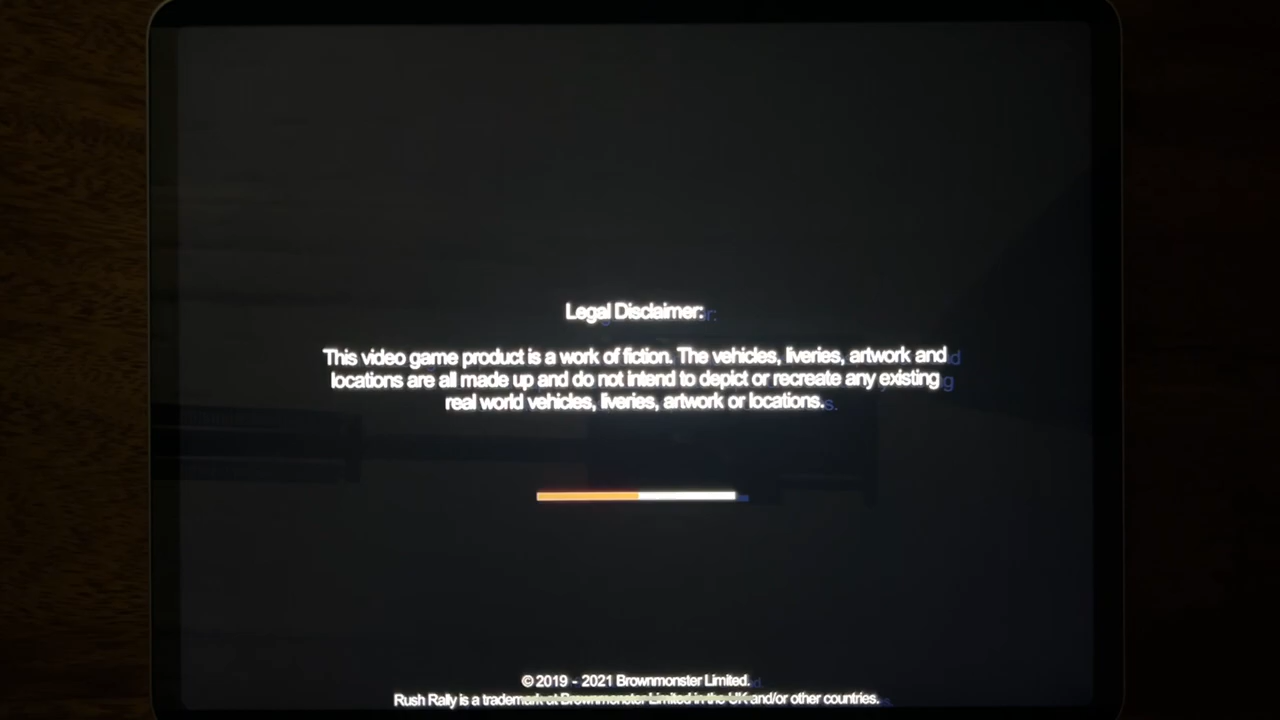 Legal Disclaimer:
This video game product is a work of fiction. The vehicles, liveries, artwork and
locations are all made up and do not intend to depict or recreate any existing
real world vehicles, liveries, artwork or locations.
© 2019 - 2021 Brownmonster Limited.
Rush Rally is a trademark at Brownmonster Limited in the UK and/or other countries.